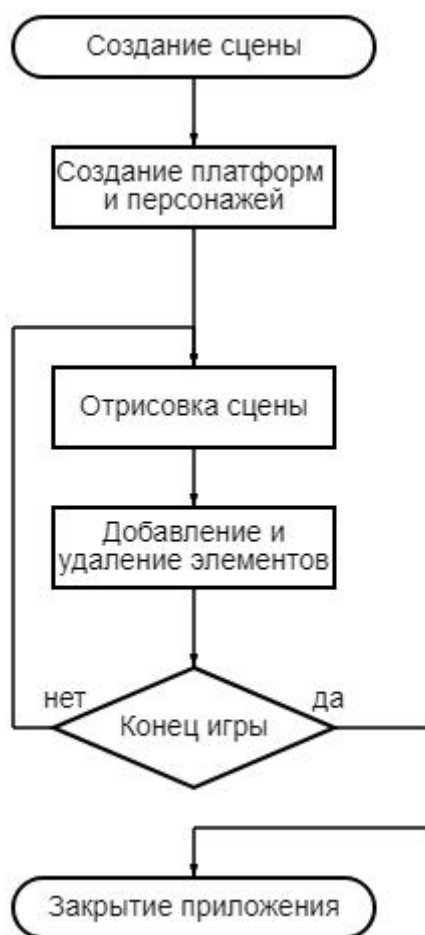 Создание сцены
Создание платформ
и персонажей
Отрисовка сцены
Добавление и
удаление элементов
нет
да
Конец игры
Закрытие приложения